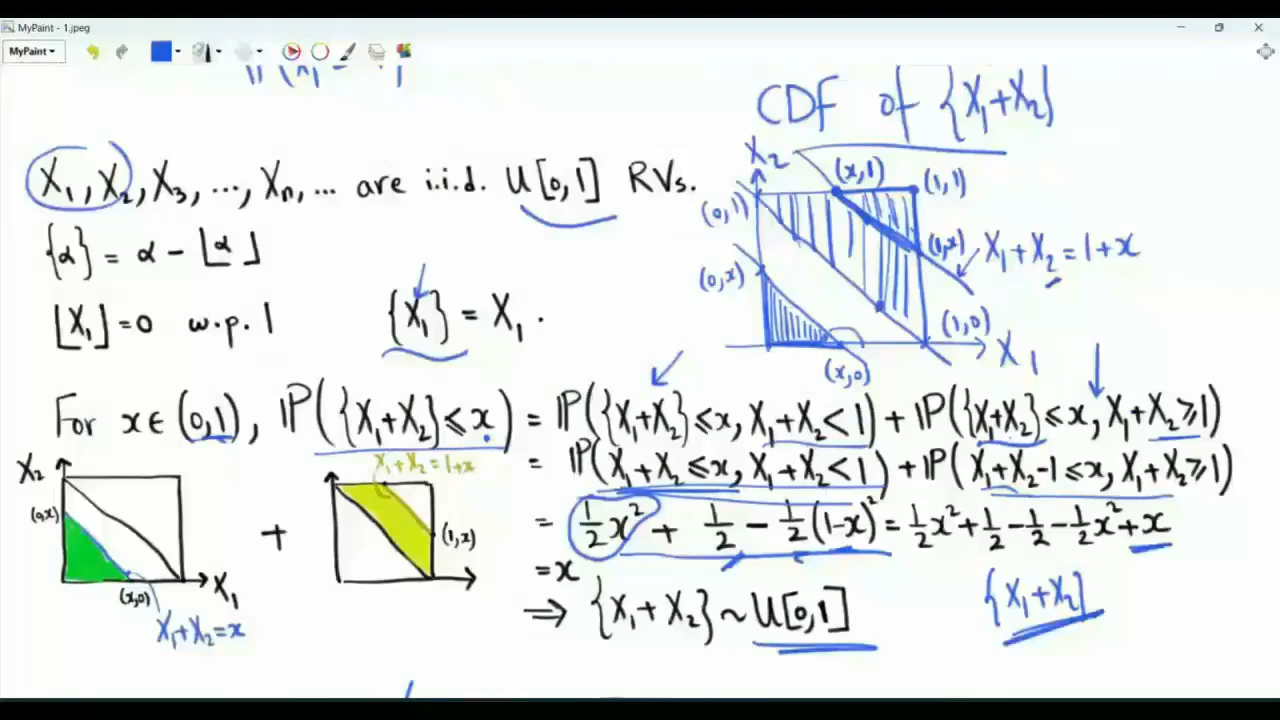 MyPaint - 1.jpeg
MyPaint
CDF of {X₁+X₂}
X₁, X₂, X₃, ..., Xₙ, ... are i.i.d. U[0,1] RVs.
{α} = α - ⌊α⌋
⌊X₁⌋ = 0 w.p. 1
{X₁} = X₁.
X₂
(x,1)
(1,1)
(0,1)
(1,x)
X₁+X₂ = 1+x
(0,x)
(1,0)
X₁
(x,0)
For x∈(0,1), ℙ({X₁+X₂}≤x) = ℙ({X₁+X₂}≤x, X₁+X₂<1) + ℙ({X₁+X₂}≤x, X₁+X₂≥1)
= ℙ(X₁+X₂≤x, X₁+X₂<1) + ℙ(X₁+X₂-1≤x, X₁+X₂≥1)
= 1/2 x² + 1/2 - 1/2 (1-x)² = 1/2 x² + 1/2 - 1/2 - 1/2 x² + x
= x
⟹ {X₁+X₂} ~ U[0,1]
{X₁+X₂}
X₂
(0,x)
(x,0)
X₁
X₁+X₂=x
+
X₁+X₂=1+x
(1,x)